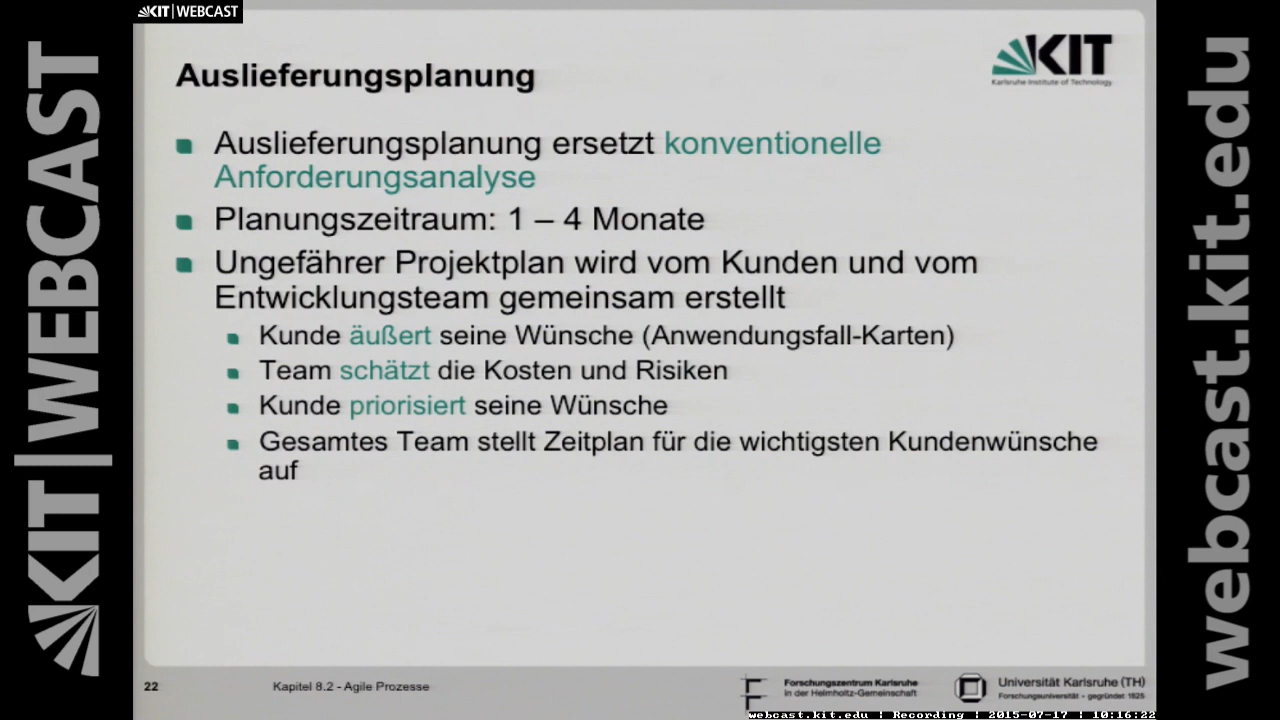 KIT | WEBCAST
KIT | WEBCAST
Auslieferungsplanung
KIT
Karlsruhe Institute of Technology
Auslieferungsplanung ersetzt konventionelle
Anforderungsanalyse
Planungszeitraum: 1 – 4 Monate
Ungefährer Projektplan wird vom Kunden und vom
Entwicklungsteam gemeinsam erstellt
Kunde äußert seine Wünsche (Anwendungsfall-Karten)
Team schätzt die Kosten und Risiken
Kunde priorisiert seine Wünsche
Gesamtes Team stellt Zeitplan für die wichtigsten Kundenwünsche
auf
22
Kapitel 8.2 - Agile Prozesse
Forschungszentrum Karlsruhe
in der Helmholtz-Gemeinschaft
Universität Karlsruhe (TH)
Forschungsuniversität - gegründet 1825
webcast.kit.edu | Recording | 2015-07-17 | 10:16:22
webcast.kit.edu